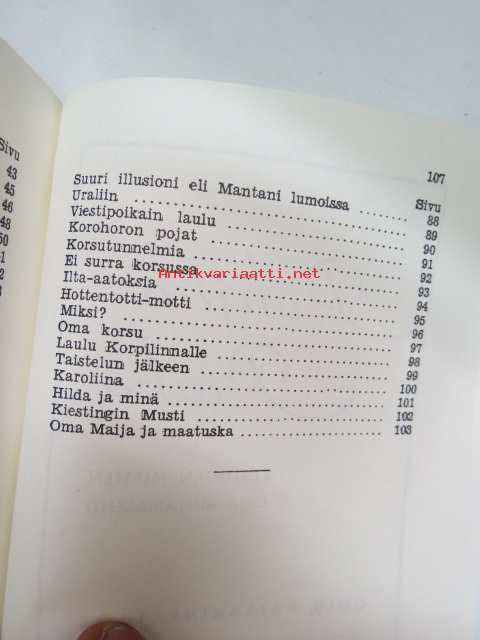 Sivu
43
45
46
48
50
107
Sivu
Suuri illusioni eli Mantani lumoissa ....... 88
Uraliin ....... 89
Viestipoikain laulu ....... 90
Korohoron pojat ....... 91
Korsutunnelmia ....... 92
Ei surra korsussa ....... 93
Ilta-aatoksia ....... 94
Hottentotti-motti ....... 95
Miksi? ....... 96
Oma korsu ....... 97
Laulu Korpilinnalle ....... 98
Taistelun jälkeen ....... 99
Karoliina ....... 100
Hilda ja minä ....... 101
Kiestingin Musti ....... 102
Oma Maija ja maatuska ....... 103
Antikvariaatti.net